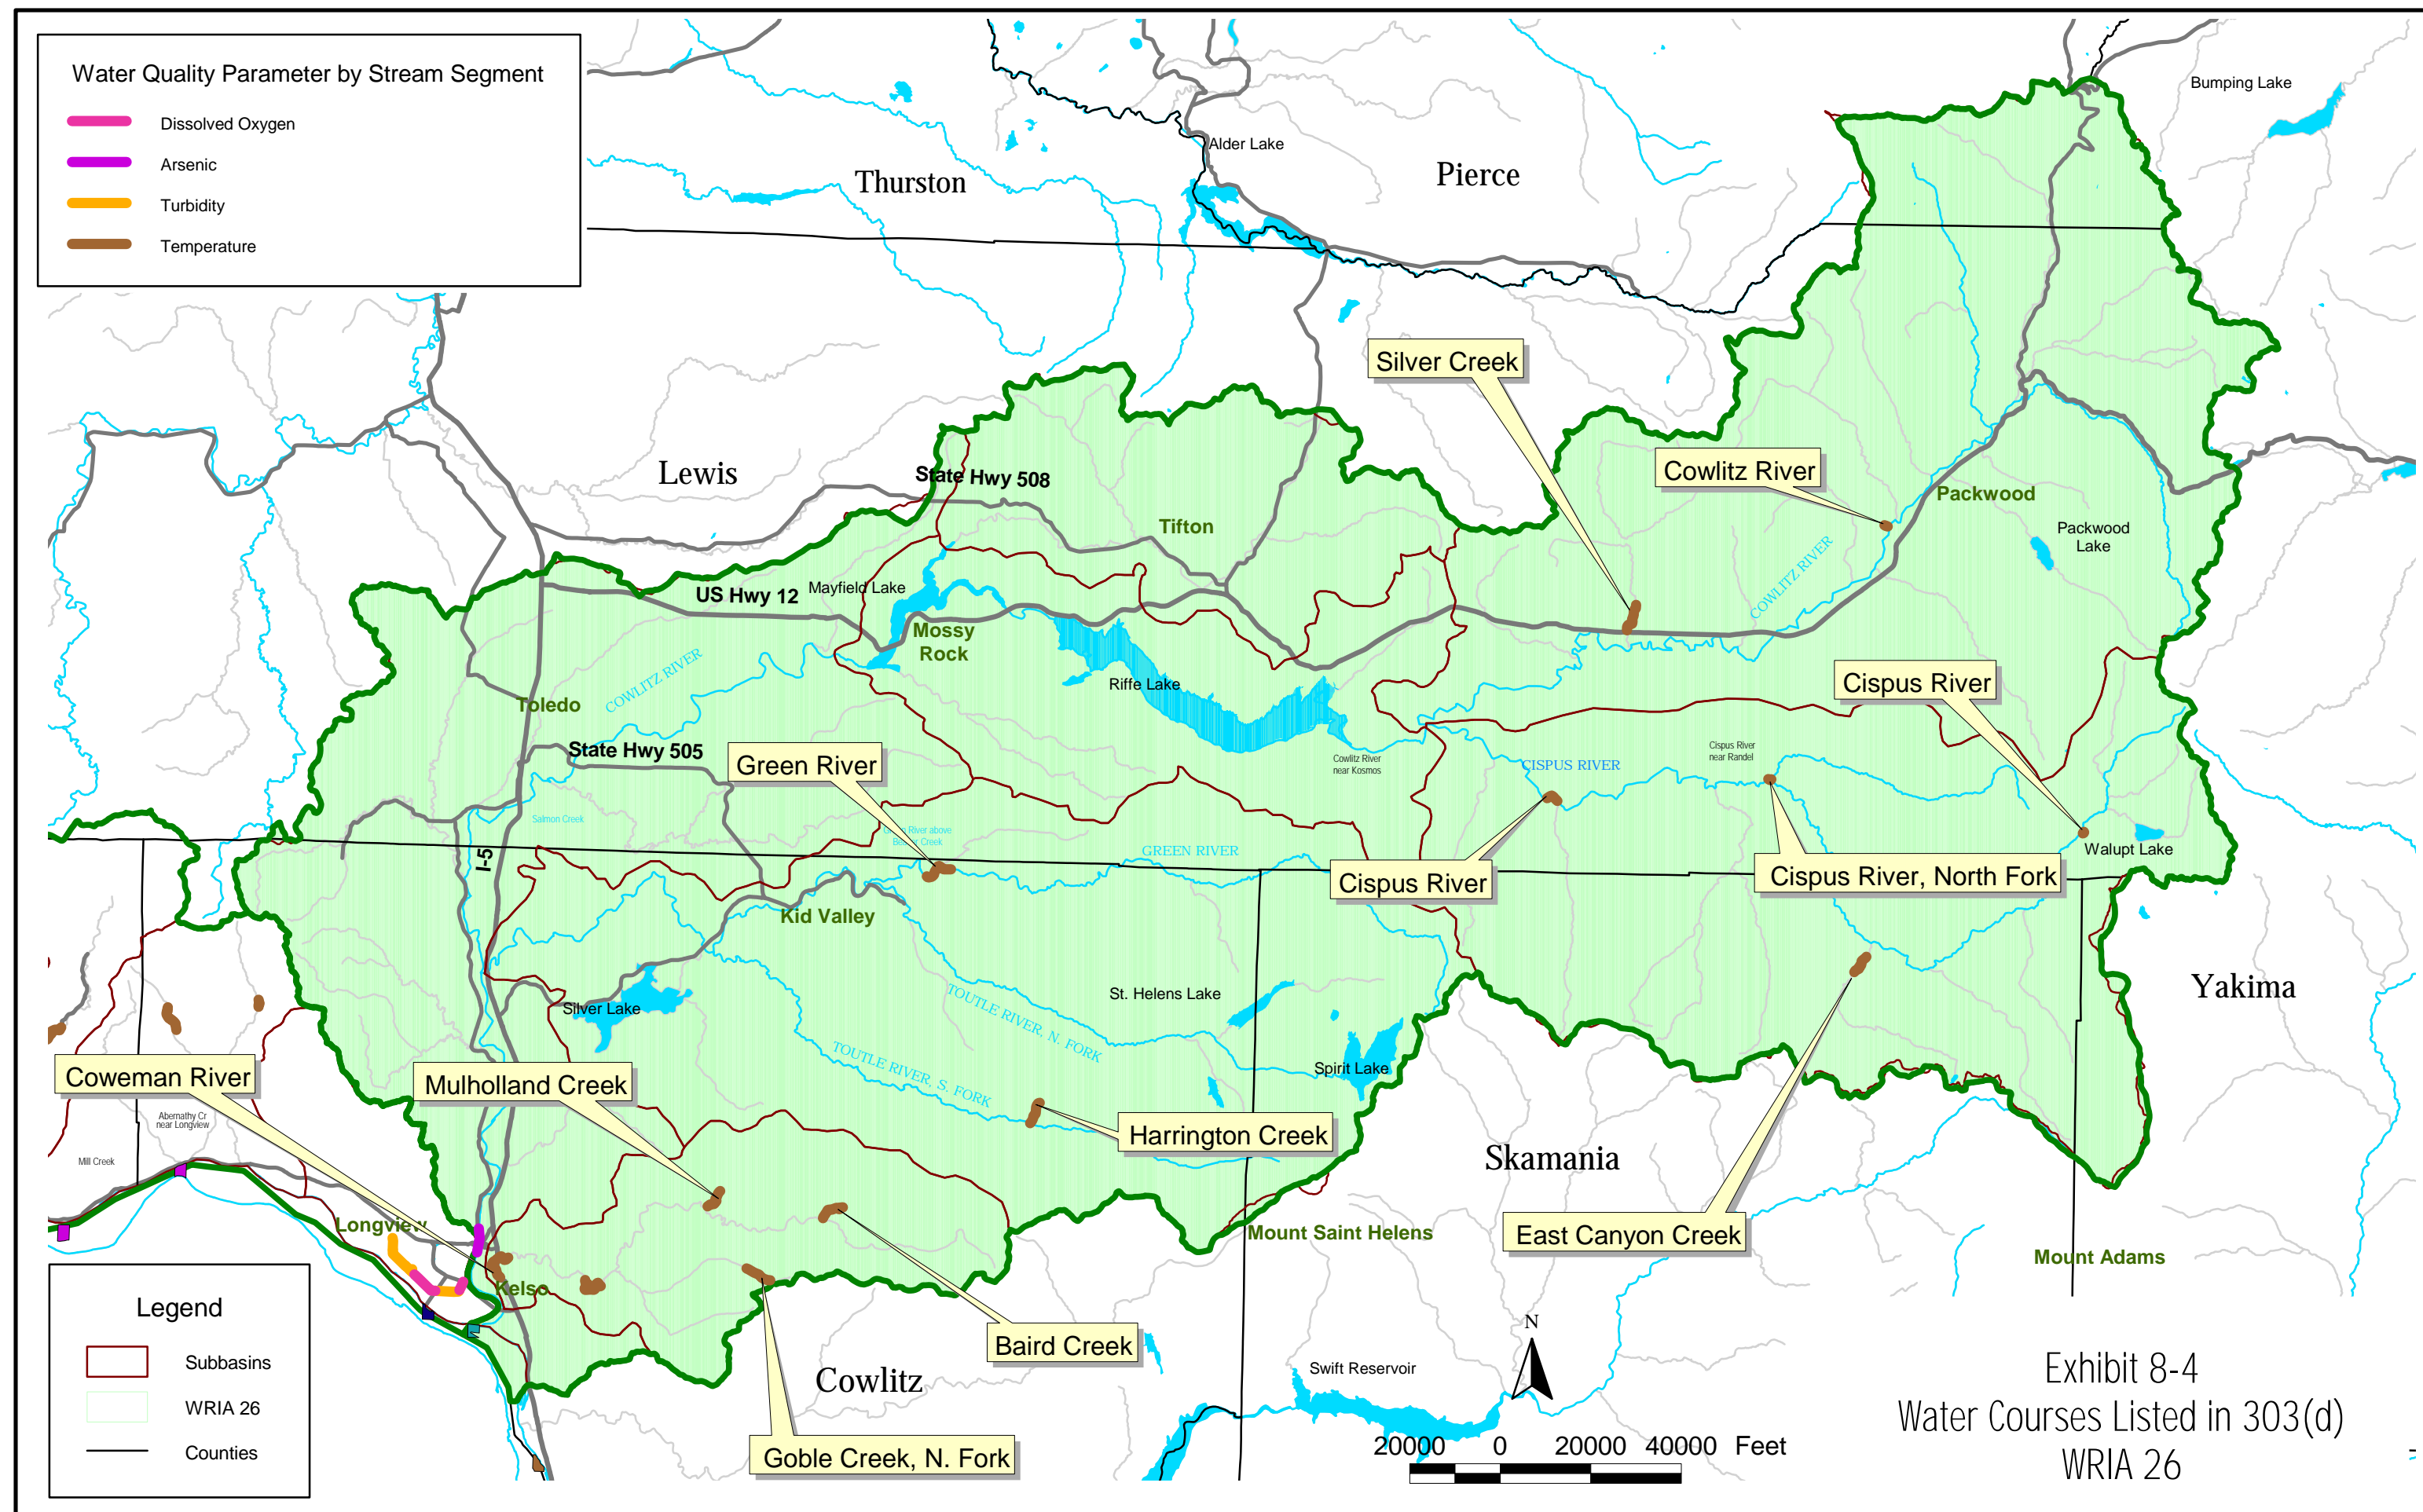 Water Quality Parameter by Stream Segment
Dissolved Oxygen
Arsenic
Turbidity
Temperature
Bumping Lake
Alder Lake
Thurston
Pierce
Silver Creek
Cowlitz River
Lewis
State Hwy 508
Packwood
Tifton
Packwood
Lake
COWLITZ RIVER
Mayfield Lake
US Hwy 12
Mossy
Rock
COWLITZ RIVER
Riffe Lake
Cispus River
Toledo
State Hwy 505
Green River
Cowlitz River
near Kosmos
CISPUS RIVER
Cispus River
near Randel
Salmon Creek
River above
Creek
GREEN RIVER
I-5
Walupt Lake
Cispus River
Cispus River, North Fork
Kid Valley
Silver Lake
St. Helens Lake
TOUTLE RIVER, N. FORK
Yakima
TOUTLE RIVER, S. FORK
Spirit Lake
Coweman River
Mulholland Creek
Abernathy Cr
near Longview
Harrington Creek
Mill Creek
Skamania
Longview
Mount Saint Helens
East Canyon Creek
Mount Adams
Kelso
Legend
Subbasins
WRIA 26
Counties
Baird Creek
Cowlitz
Goble Creek, N. Fork
Swift Reservoir
N
20000 0 20000 40000 Feet
Exhibit 8-4
Water Courses Listed in 303(d)
WRIA 26